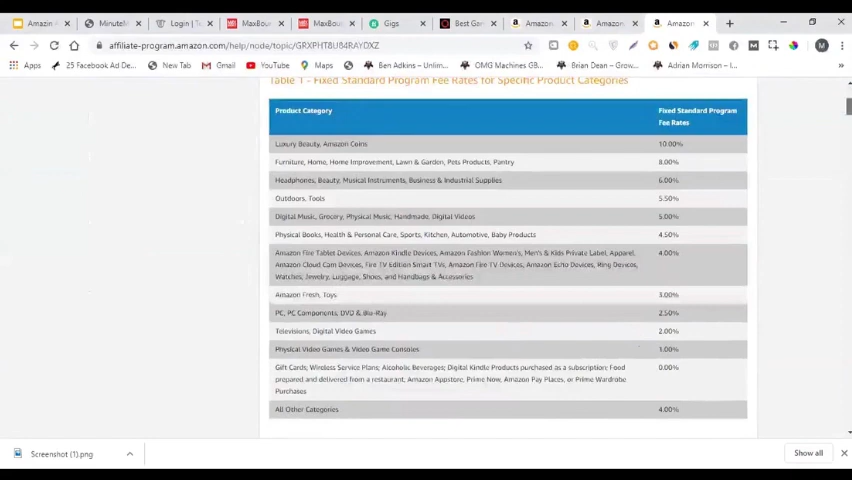 Amazin A
MinuteM
Login | T
MaxBour
MaxBour
Gigs
Best Gar
Amazon
Amazon
Amazon
affiliate-program.amazon.com/help/node/topic/GRXPHT8U84RAYDXZ
M
Apps
25 Facebook Ad De...
New Tab
Gmail
YouTube
Maps
Ben Adkins – Unlim...
OMG Machines G9...
Brian Dean – Grow...
Adrian Morrison – I...
Table 1 - Fixed Standard Program Fee Rates for Specific Product Categories
Product Category
Fixed Standard Program
Fee Rates
Luxury Beauty, Amazon Coins 10.00%
Furniture, Home, Home Improvement, Lawn & Garden, Pets Products, Pantry 8.00%
Headphones, Beauty, Musical Instruments, Business & Industrial Supplies 6.00%
Outdoors, Tools 5.50%
Digital Music, Grocery, Physical Music, Handmade, Digital Videos 5.00%
Physical Books, Health & Personal Care, Sports, Kitchen, Automotive, Baby Products 4.50%
Amazon Fire Tablet Devices, Amazon Kindle Devices, Amazon Fashion Women's, Men's & Kids Private Label, Apparel, 4.00%
Amazon Cloud Cam Devices, Fire TV Edition Smart TVs, Amazon Fire TV Devices, Amazon Echo Devices, Ring Devices,
Watches, Jewelry, Luggage, Shoes, and Handbags & Accessories
Amazon Fresh, Toys 3.00%
PC, PC Components, DVD & Blu-Ray 2.50%
Televisions, Digital Video Games 2.00%
Physical Video Games & Video Game Consoles 1.00%
Gift Cards; Wireless Service Plans; Alcoholic Beverages; Digital Kindle Products purchased as a subscription; Food 0.00%
prepared and delivered from a restaurant; Amazon Appstore, Prime Now, Amazon Pay Places, or Prime Wardrobe
Purchases
All Other Categories 4.00%
Screenshot (1).png
Show all